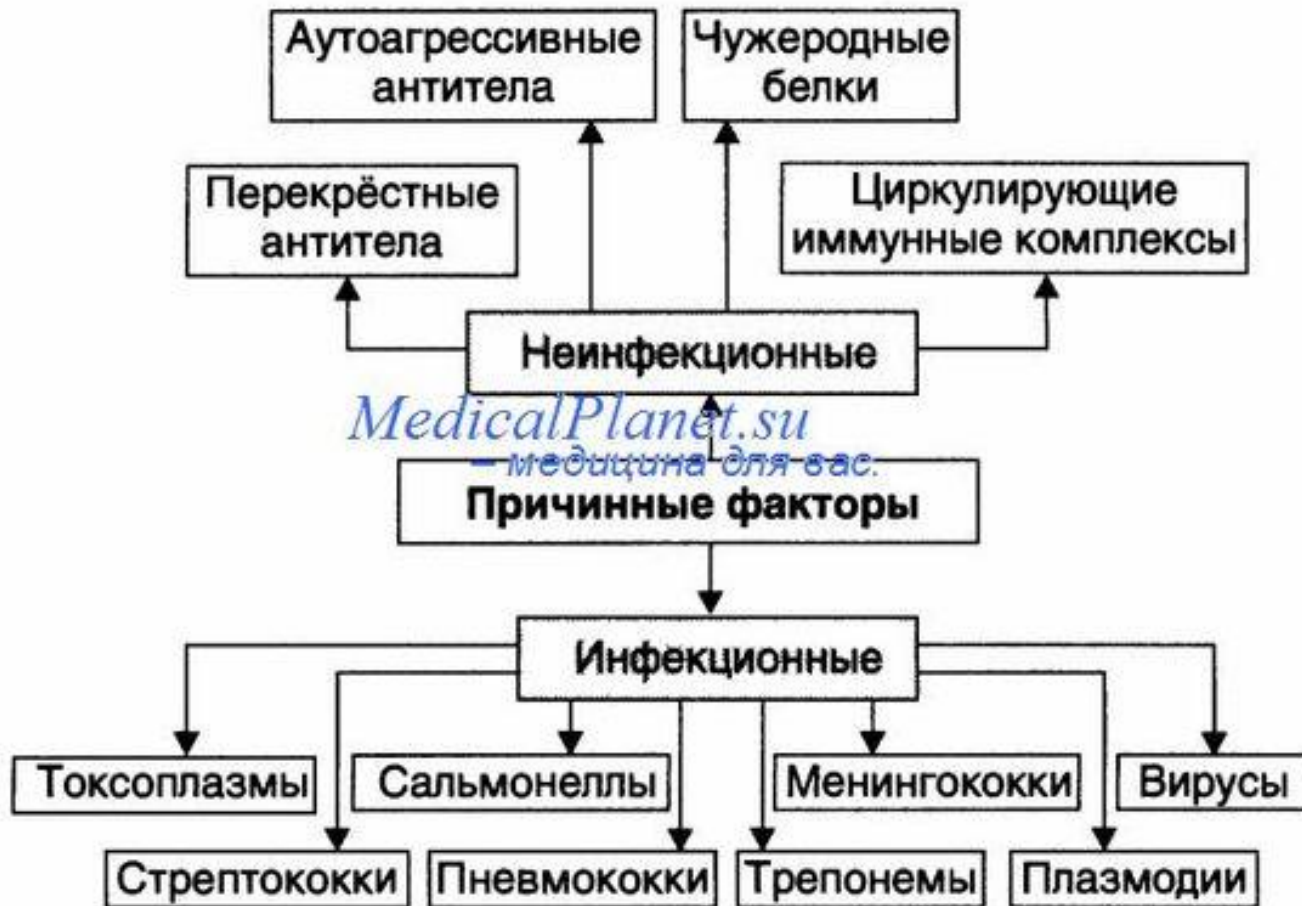 Аутоагрессивные
антитела
Чужеродные
белки
Перекрёстные
антитела
Циркулирующие
иммунные комплексы
Неинфекционные
MedicalPlanet.su
– медицина для вас.
Причинные факторы
Инфекционные
Токсоплазмы
Сальмонеллы
Менингококки
Вирусы
Стрептококки
Пневмококки
Трепонемы
Плазмодии